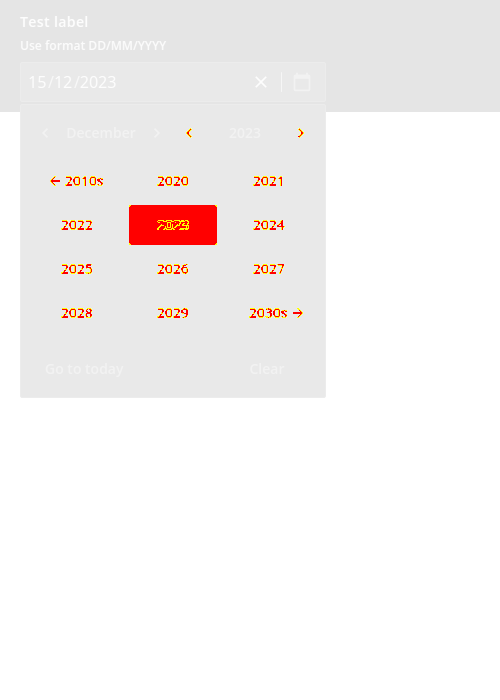 Test label
Use format DD/MM/YYYY
15/12/2023
December 2023
← 2010s 2020 2021
2022 2023 2024
2025 2026 2027
2028 2029 2030s →
Go to today Clear